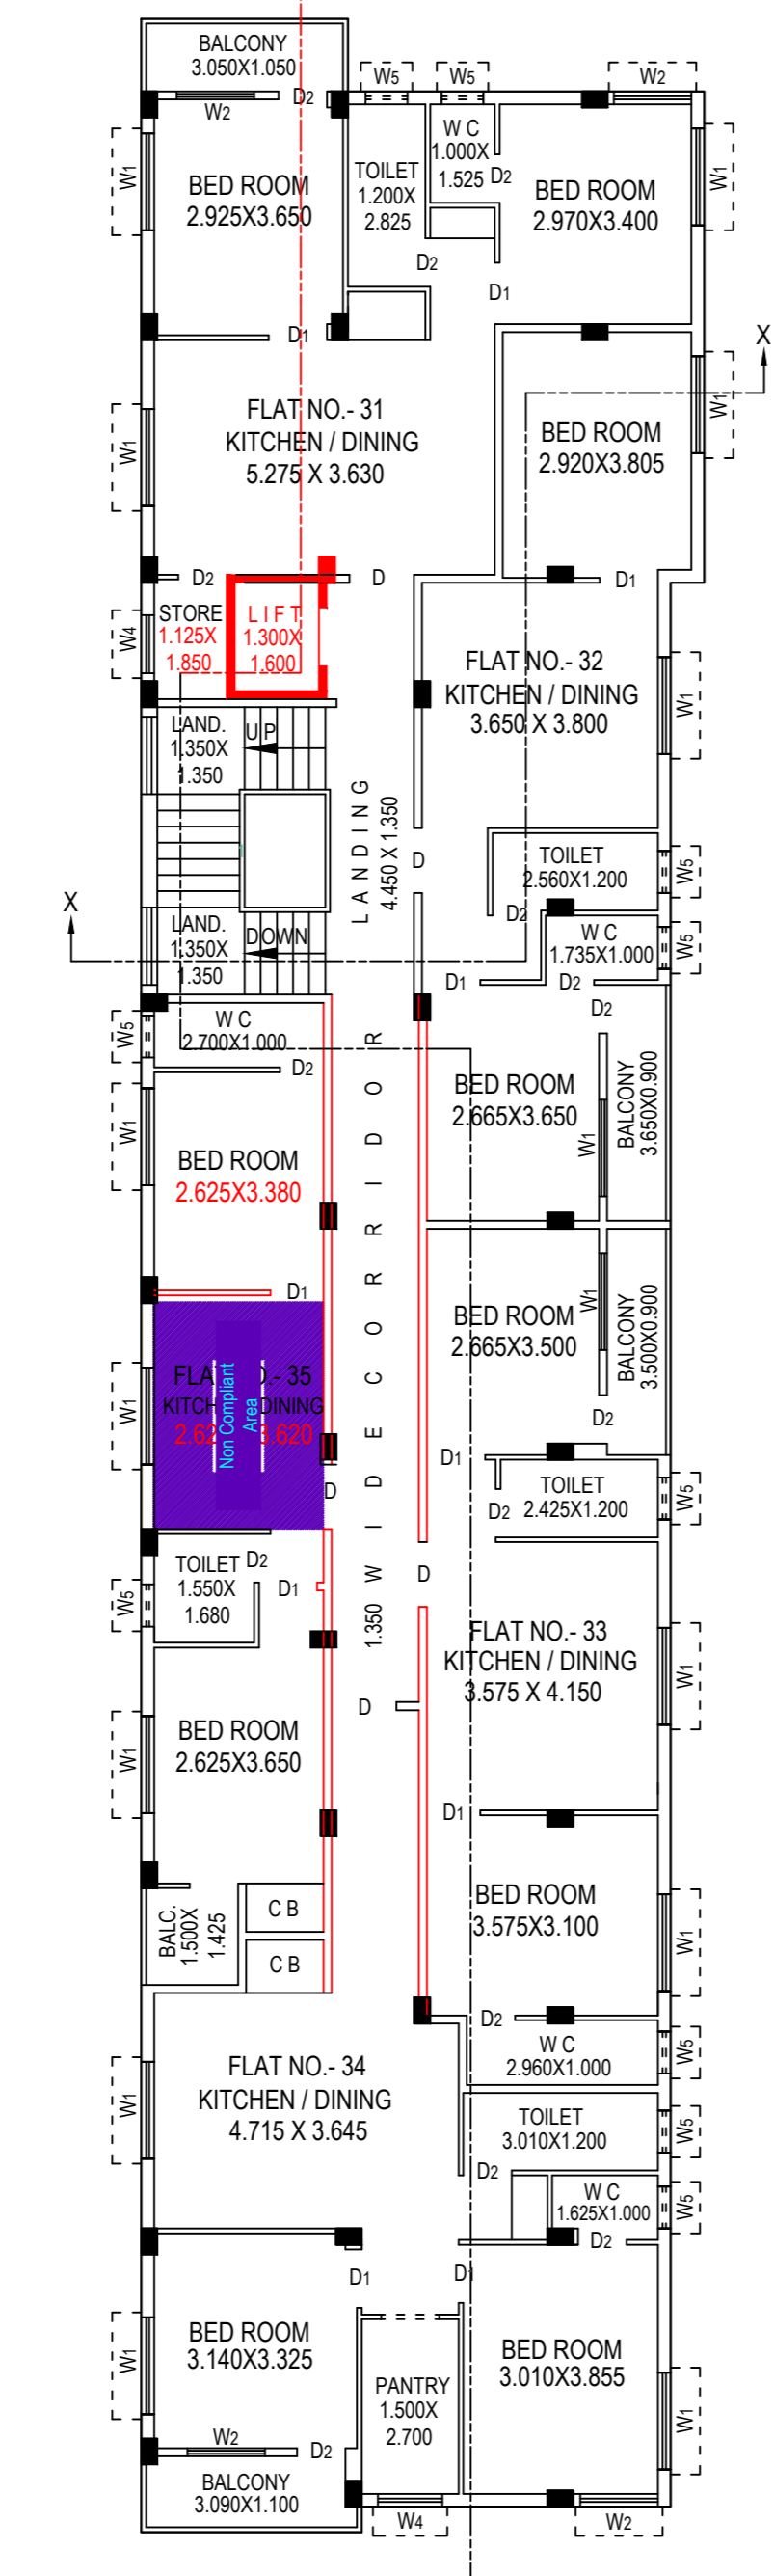 BALCONY
3.050X1.050
D2
W2
W5
W5
W2
W1
BED ROOM
2.925X3.650
TOILET
1.200X
2.825
W C
1.000X
1.525
D2
BED ROOM
2.970X3.400
W1
D2
D1
D1
X
W1
FLAT NO.- 31
KITCHEN / DINING
5.275 X 3.630
BED ROOM
2.920X3.805
W1
D2
D
D1
W4
STORE
1.125X
1.850
L I F T
1.300X
1.600
FLAT NO.- 32
KITCHEN / DINING
3.650 X 3.800
W1
LAND.
1.350X
1.350
UP
LANDING
4.450 X 1.350
D
TOILET
2.560X1.200
W5
D2
X
LAND.
1.350X
1.350
DOWN
W C
1.735X1.000
W5
D1
D2
D2
W5
W C
2.700X1.000
D2
W1
BED ROOM
2.625X3.380
D1
BED ROOM
2.665X3.650
W1
BALCONY
3.650X0.900
1.350 WIDE CORRIDOR
BED ROOM
2.665X3.500
W1
BALCONY
3.500X0.900
D2
W1
FLA .- 35
KITCH DINING
2.62 3.620
Non Compliant
Area
D
D1
TOILET
2.425X1.200
D2
W5
W5
TOILET
1.550X
1.680
D2
D1
D
FLAT NO.- 33
KITCHEN / DINING
3.575 X 4.150
W1
D
W1
BED ROOM
2.625X3.650
D1
BED ROOM
3.575X3.100
W1
BALC.
1.500X
1.425
C B
C B
D2
W C
2.960X1.000
W5
W1
FLAT NO.- 34
KITCHEN / DINING
4.715 X 3.645
TOILET
3.010X1.200
W5
D2
W C
1.625X1.000
W5
D2
D1
D1
W1
BED ROOM
3.140X3.325
BED ROOM
3.010X3.855
W1
PANTRY
1.500X
2.700
W2
D2
BALCONY
3.090X1.100
W4
W2